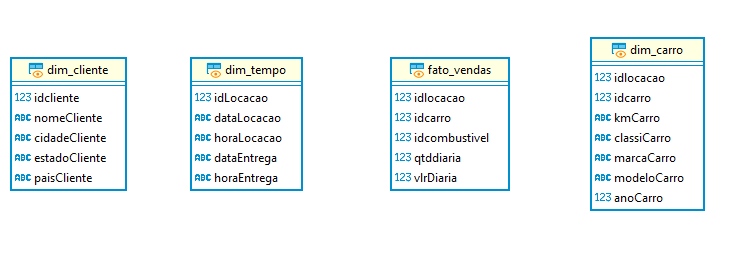 dim_cliente
123 idcliente
ABC nomeCliente
ABC cidadeCliente
ABC estadoCliente
ABC paisCliente
dim_tempo
123 idLocacao
ABC dataLocacao
ABC horaLocacao
ABC dataEntrega
ABC horaEntrega
fato_vendas
123 idlocacao
123 idcarro
123 idcombustivel
123 qtddiaria
123 vlrDiaria
dim_carro
123 idlocacao
123 idcarro
ABC kmCarro
ABC classiCarro
ABC marcaCarro
ABC modeloCarro
123 anoCarro